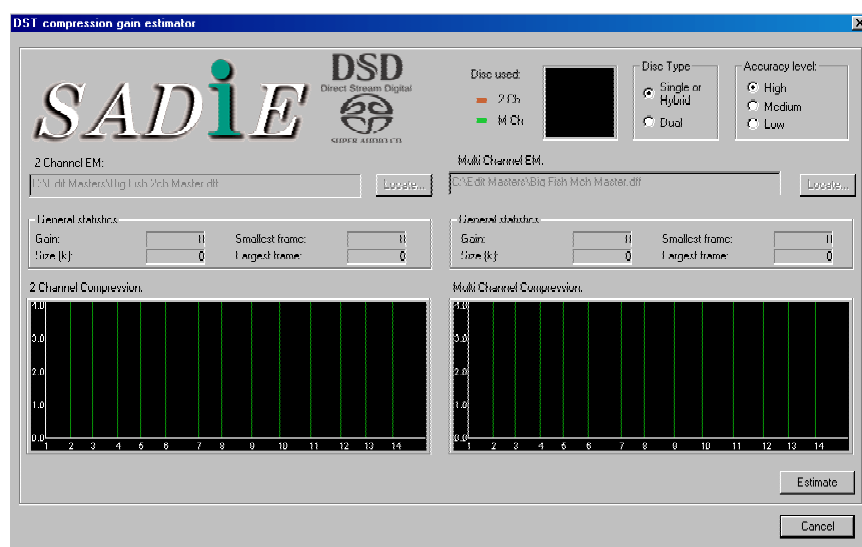 DST compression gain estimator
SADiE
DSD
Direct Stream Digital
SUPER AUDIO CD
Disc used:
2 Ch
M Ch
Disc Type
Single or Hybrid
Dual
Accuracy level:
High
Medium
Low
2 Channel EM:
C:\Edit Masters\Big Fish 2ch Master.dff
Locate...
Multi Channel EM.
C:\Edit Masters\Big Fish Mch Master.dff
Locate...
General statistics
Gain: 0
Smallest frame: 0
Size (k): 0
Largest frame: 0
General statistics
Gain: 0
Smallest frame: 0
Size (k): 0
Largest frame: 0
2 Channel Compression.
4.0
3.0
2.0
1.0
0.0
1 2 3 4 5 6 7 8 9 10 11 12 13 14
Multi Channel Compression.
4.0
3.0
2.0
1.0
0.0
1 2 3 4 5 6 7 8 9 10 11 12 13 14
Estimate
Cancel